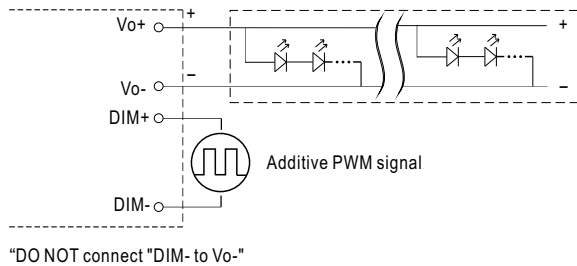 Vo+
+
+
Vo-
−
−
DIM+
Additive PWM signal
DIM-
“DO NOT connect "DIM- to Vo-"